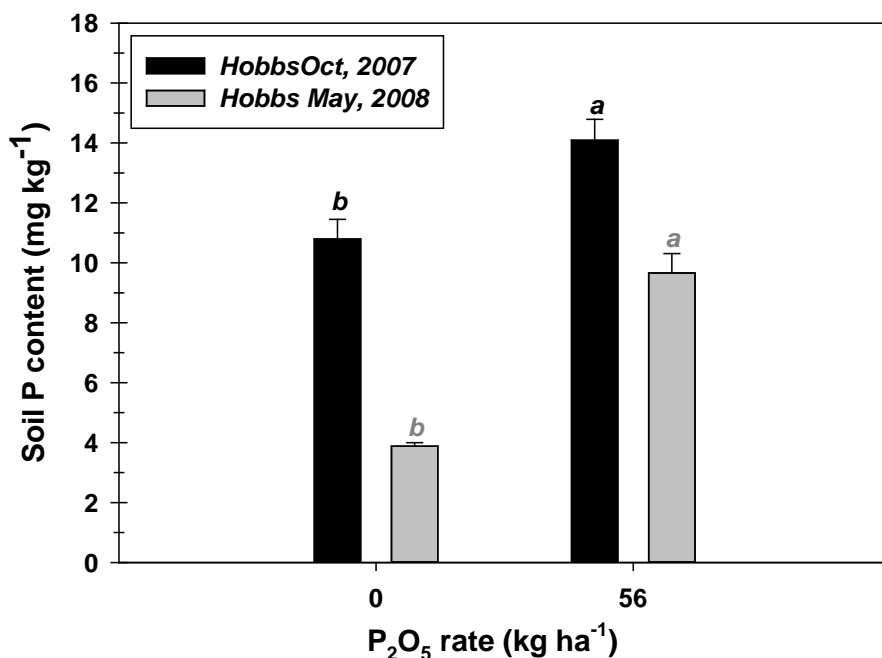 18
16
14
12
10
8
6
4
2
0
Soil P content (mg kg⁻¹)
HobbsOct, 2007
Hobbs May, 2008
b
b
a
a
0 56
P₂O₅ rate (kg ha⁻¹)